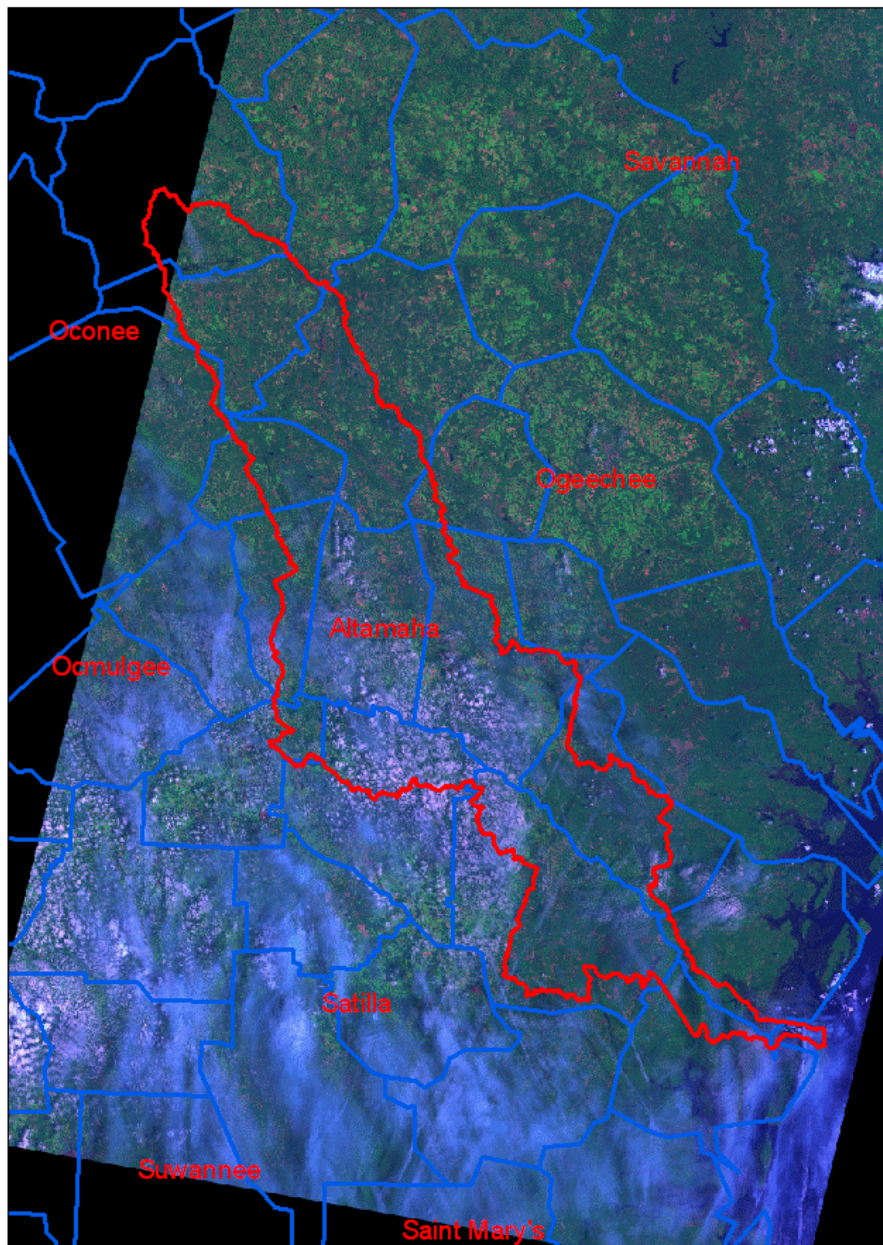 Savannah
Oconee
Ogeechee
Altamaha
Ocmulgee
Satilla
Suwannee
Saint Mary's